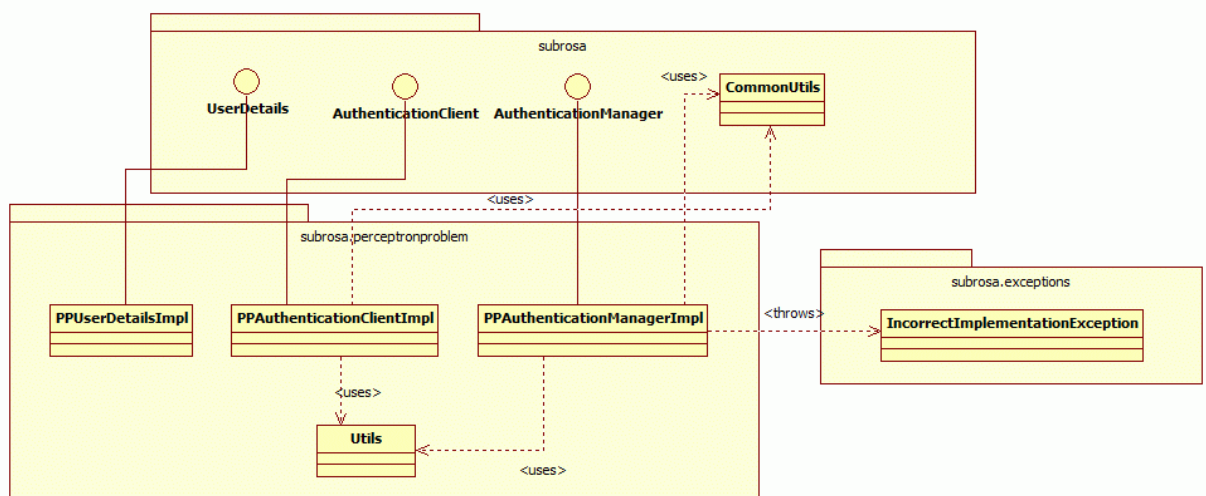 subrosa
<uses>
CommonUtils
UserDetails
AuthenticationClient
AuthenticationManager
<uses>
subrosa.perceptronproblem
subrosa.exceptions
PPUserDetailsImpl
PPAuthenticationClientImpl
PPAuthenticationManagerImpl
<throws>
IncorrectImplementationException
<uses>
Utils
<uses>